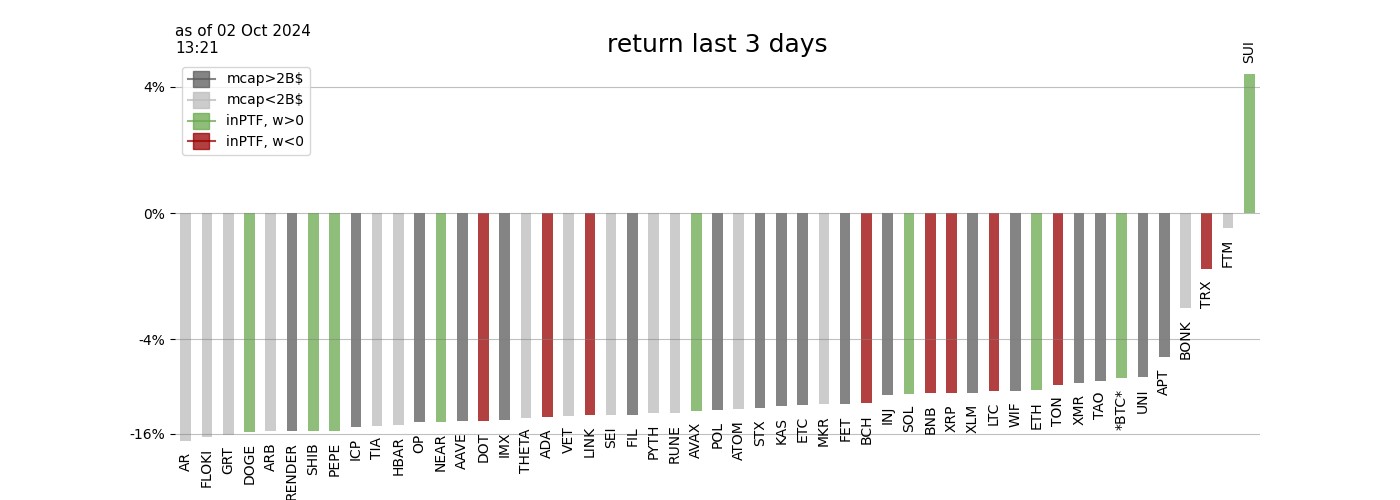 as of 02 Oct 2024
13:21
return last 3 days
mcap>2B$
mcap<2B$
inPTF, w>0
inPTF, w<0
4%
0%
-4%
-16%
AR
FLOKI
GRT
DOGE
ARB
RENDER
SHIB
PEPE
ICP
TIA
HBAR
OP
NEAR
AAVE
DOT
IMX
THETA
ADA
VET
LINK
SEI
FIL
PYTH
RUNE
AVAX
POL
ATOM
STX
KAS
ETC
MKR
FET
BCH
INJ
SOL
BNB
XRP
XLM
LTC
WIF
ETH
TON
XMR
TAO
*BTC*
UNI
APT
BONK
TRX
FTM
SUI